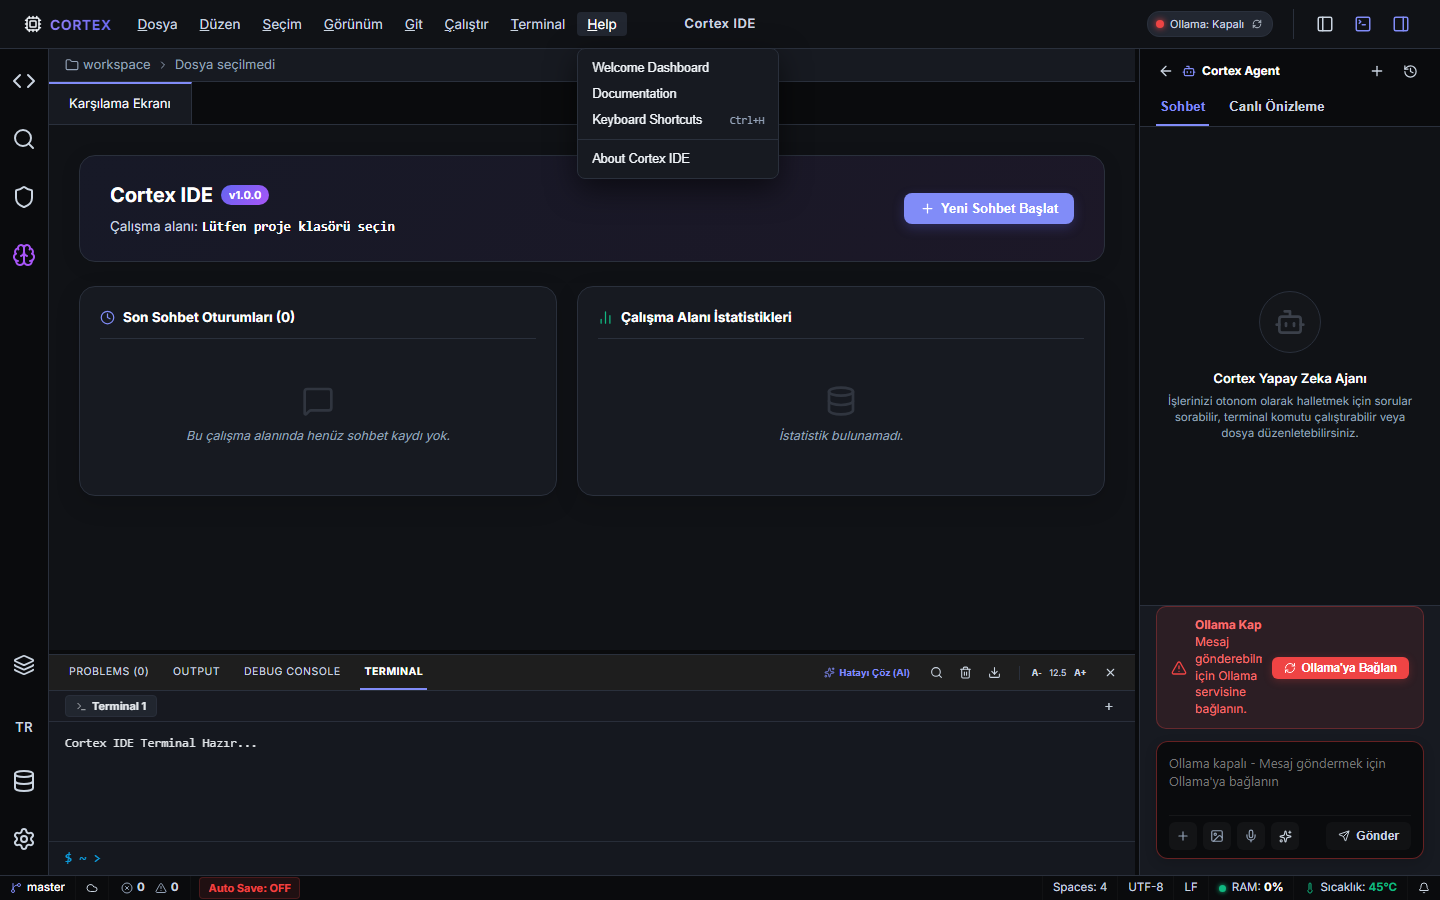 CORTEX
Dosya
Düzen
Seçim
Görünüm
Git
Çalıştır
Terminal
Help
Cortex IDE
Ollama: Kapalı
workspace
Dosya seçilmedi
Karşılama Ekranı
Welcome Dashboard
Documentation
Keyboard Shortcuts Ctrl+H
About Cortex IDE
Cortex IDE v1.0.0
Çalışma alanı: Lütfen proje klasörü seçin
+ Yeni Sohbet Başlat
Son Sohbet Oturumları (0)
Bu çalışma alanında henüz sohbet kaydı yok.
Çalışma Alanı İstatistikleri
İstatistik bulunamadı.
Cortex Agent
Sohbet
Canlı Önizleme
Cortex Yapay Zeka Ajanı
İşlerinizi otonom olarak halletmek için sorular
sorabilir, terminal komutu çalıştırabilir veya
dosya düzenletebilirsiniz.
Ollama Kap
Mesaj
gönderebilm
için Ollama
servisine
bağlanın.
Ollama'ya Bağlan
Ollama kapalı - Mesaj göndermek için
Ollama'ya bağlanın
Gönder
PROBLEMS (0)
OUTPUT
DEBUG CONSOLE
TERMINAL
Hatayı Çöz (AI)
A- 12.5 A+
Terminal 1
Cortex IDE Terminal Hazır...
$ ~ >
TR
master
0 0
Auto Save: OFF
Spaces: 4
UTF-8
LF
RAM: 0%
Sıcaklık: 45°C